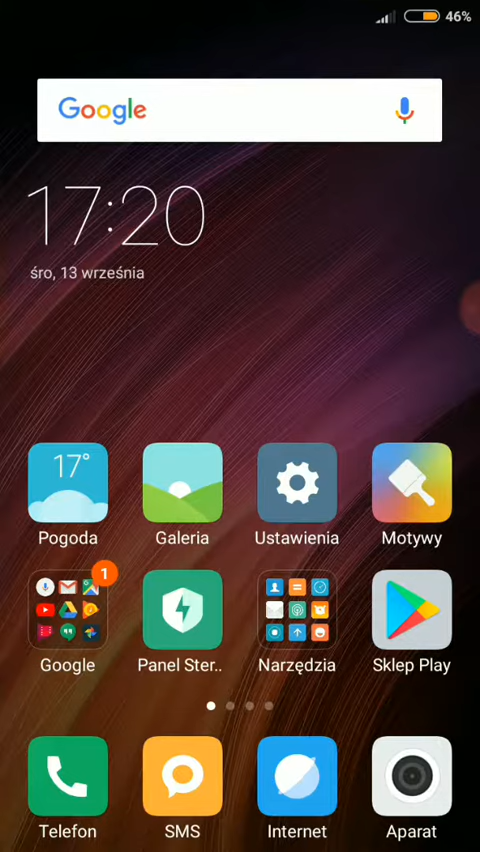 46%
Google
17:20
śro, 13 września
17°
Pogoda
Galeria
Ustawienia
Motywy
1
Google
Panel Ster..
Narzędzia
Sklep Play
Telefon
SMS
Internet
Aparat